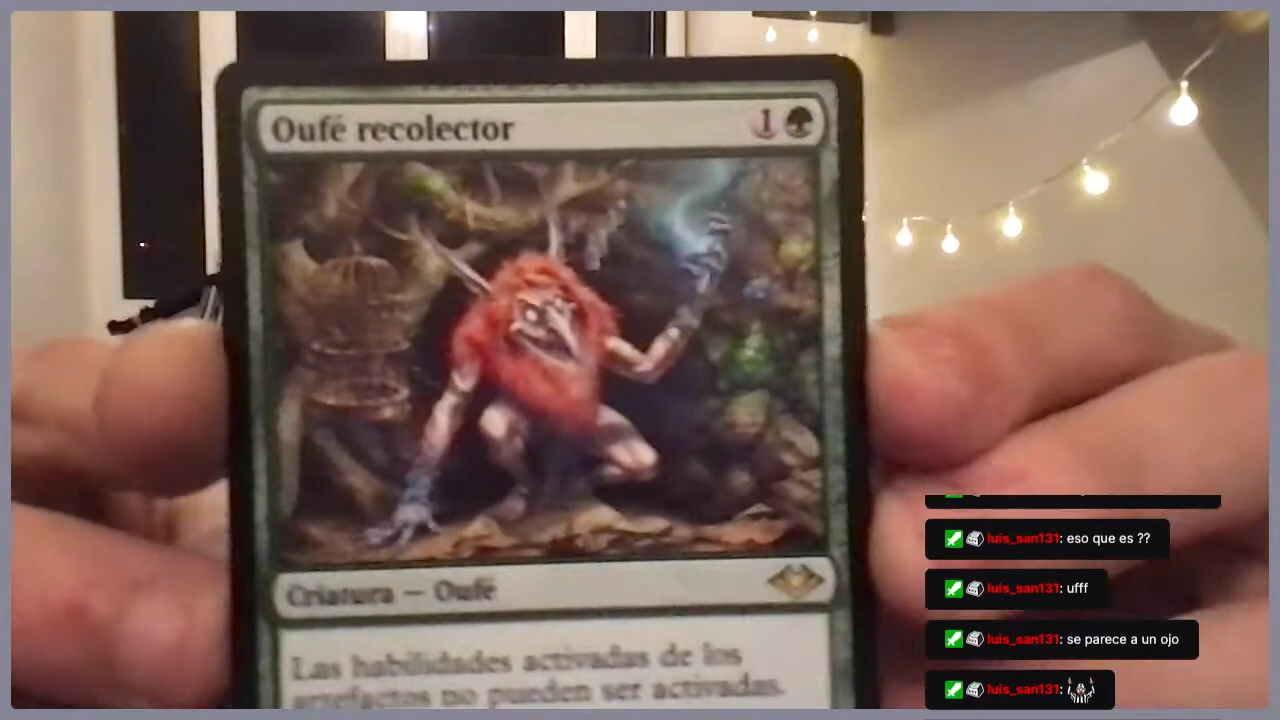 Oufé recolector
1
Criatura — Oufé
Las habilidades activadas de los
artefactos no pueden ser activadas.
luis_san131: eso que es ??
luis_san131: ufff
luis_san131: se parece a un ojo
luis_san131: